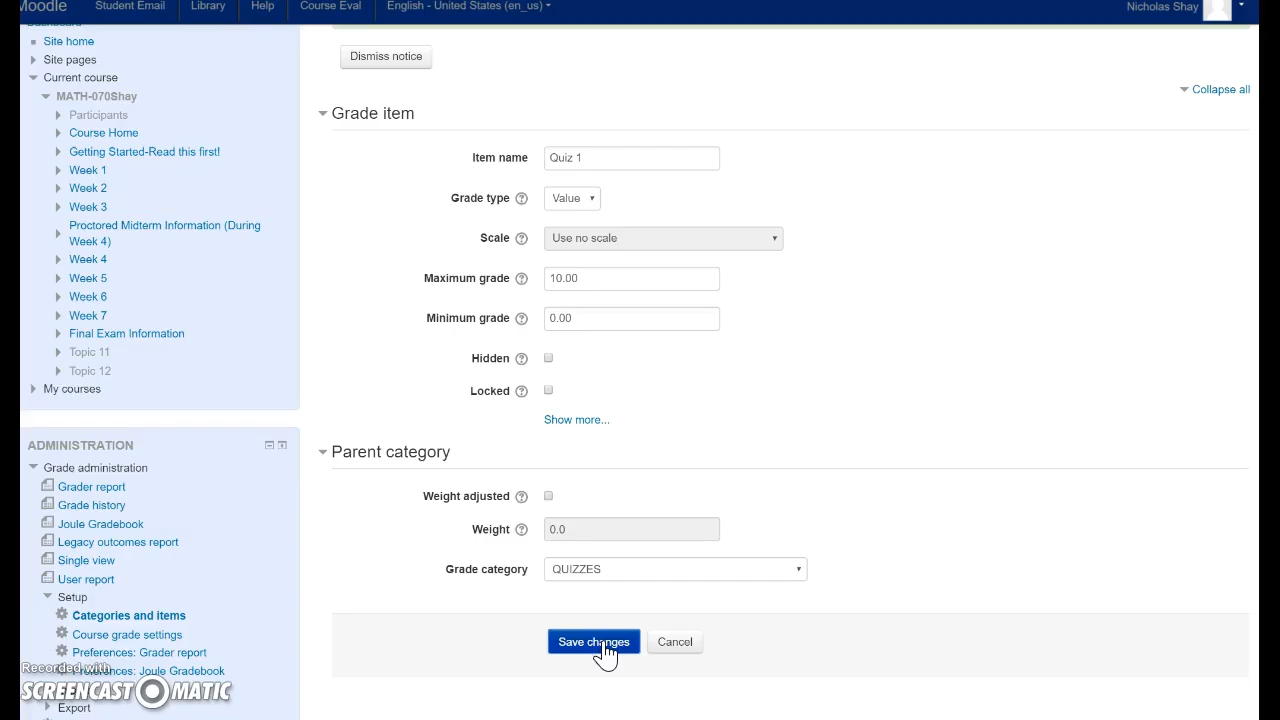 Moodle Student Email Library Help Course Eval English - United States (en_us) Nicholas Shay
Dashboard
Site home
Site pages
Current course
MATH-070Shay
Participants
Course Home
Getting Started-Read this first!
Week 1
Week 2
Week 3
Proctored Midterm Information (During
Week 4)
Week 4
Week 5
Week 6
Week 7
Final Exam Information
Topic 11
Topic 12
My courses
ADMINISTRATION
Grade administration
Grader report
Grade history
Joule Gradebook
Legacy outcomes report
Single view
User report
Setup
Categories and items
Course grade settings
Preferences: Grader report
Preferences: Joule Gradebook
Export
Dismiss notice
Collapse all
Grade item
Item name Quiz 1
Grade type Value
Scale Use no scale
Maximum grade 10.00
Minimum grade 0.00
Hidden
Locked
Show more...
Parent category
Weight adjusted
Weight 0.0
Grade category QUIZZES
Save changes Cancel
Recorded with
SCREENCAST MATIC